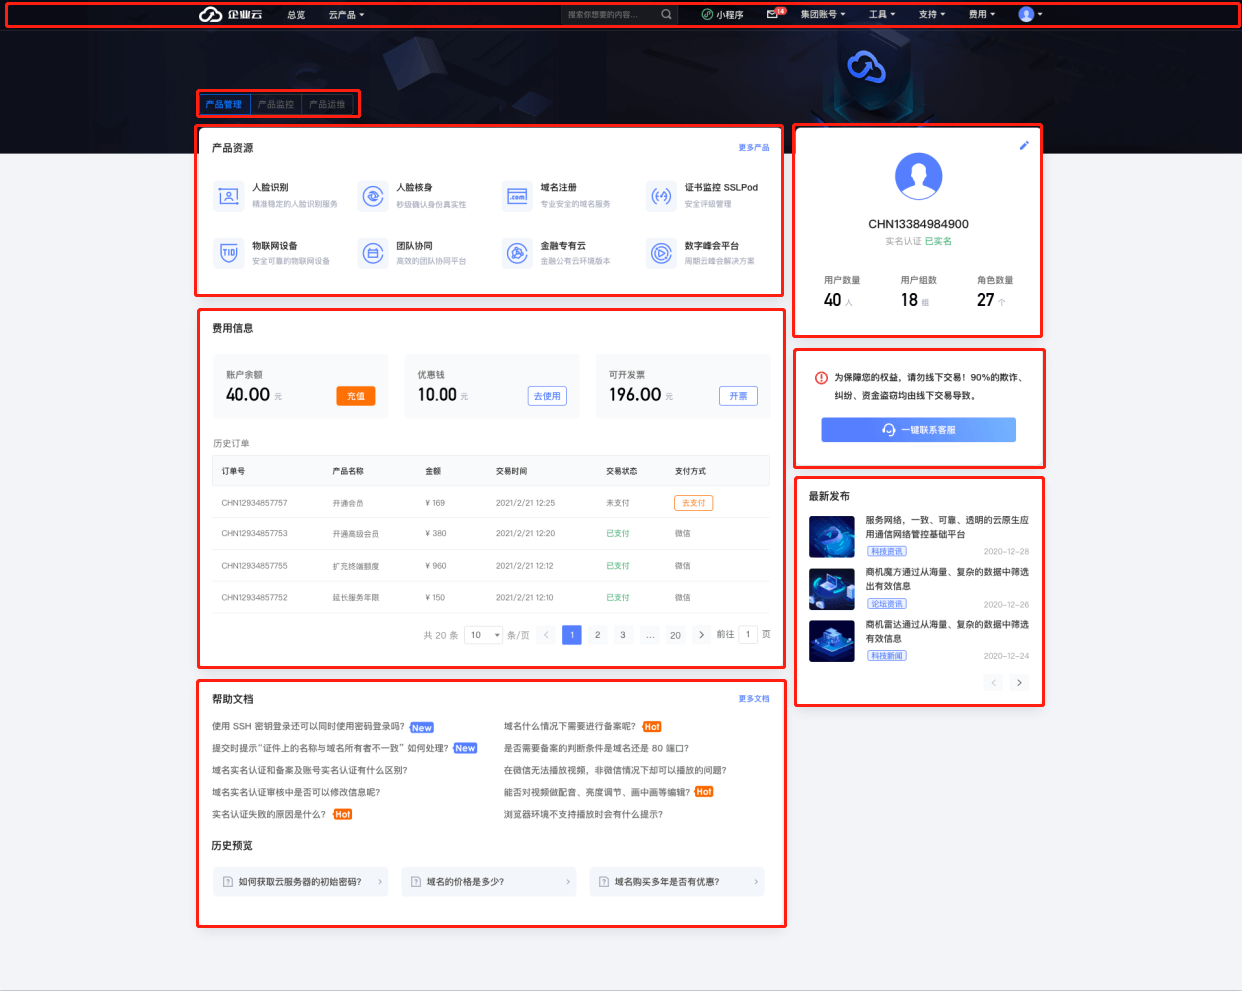 企业云 总览 云产品 搜索你想要的内容... 小程序 14 集团账号 工具 支持 费用
产品管理 产品监控 产品运维
产品资源 更多产品
人脸识别
精准稳定的人脸识别服务
人脸核身
秒级确认身份真实性
域名注册
专业安全的域名服务
证书监控 SSLPod
安全评级管理
物联网设备
安全可靠的物联网设备
团队协同
高效的团队协同平台
金融专有云
金融公有云环境版本
数字峰会平台
周期云峰会解决方案
.com
TID
CHN13384984900
实名认证 已实名
用户数量 用户组数 角色数量
40 人 18 组 27 个
费用信息
账户余额
40.00 元 充值
优惠钱
10.00 元 去使用
可开发票
196.00 元 开票
历史订单
订单号 产品名称 金额 交易时间 交易状态 支付方式
CHN12934857757 开通会员 ¥ 169 2021/2/21 12:25 未支付 去支付
CHN12934857753 开通高级会员 ¥ 380 2021/2/21 12:20 已支付 微信
CHN12934857755 扩充终端额度 ¥ 960 2021/2/21 12:12 已支付 微信
CHN12934857752 延长服务年限 ¥ 150 2021/2/21 12:10 已支付 微信
共 20 条 10 条/页 < 1 2 3 ... 20 > 前往 1 页
为保障您的权益，请勿线下交易！90%的欺诈、
纠纷、资金盗窃均由线下交易导致。
一键联系客服
最新发布
服务网络，一致、可靠、透明的云原生应
用通信网络管控基础平台
科技资讯 2020-12-28
商机魔方通过从海量、复杂的数据中筛选
出有效信息
论坛资讯 2020-12-26
商机雷达通过从海量、复杂的数据中筛选
有效信息
科技新闻 2020-12-24
< >
帮助文档 更多文档
使用 SSH 密钥登录还可以同时使用密码登录吗？ New
提交时提示“证件上的名称与域名所有者不一致” 如何处理？ New
域名实名认证和备案及账号实名认证有什么区别？
域名实名认证审核中是否可以修改信息呢？
实名认证失败的原因是什么？ Hot
域名什么情况下需要进行备案呢？ Hot
是否需要备案的判断条件是域名还是 80 端口？
在微信无法播放视频，非微信情况下却可以播放的问题？
能否对视频做配音、亮度调节、画中画等编辑？ Hot
浏览器环境不支持播放时会有什么提示？
历史预览
如何获取云服务器的初始密码？ >
域名的价格是多少？ >
域名购买多年是否有优惠？ >